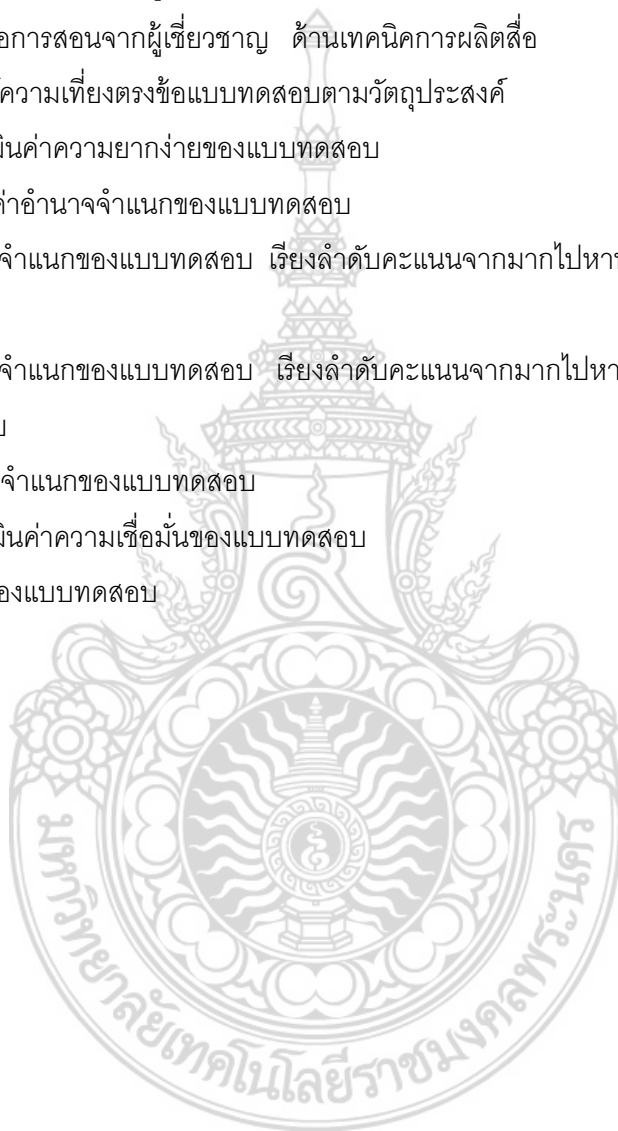 อการสอนจากผู้เชี่ยวชาญ ด้านเทคนิคการผลิตสื่อ
ความเที่ยงตรงข้อแบบทดสอบตามวัตถุประสงค์
มินค่าความยากง่ายของแบบทดสอบ
ค่าอำนาจจำแนกของแบบทดสอบ
จำแนกของแบบทดสอบ เรียงลำดับคะแนนจากมากไปหา
จำแนกของแบบทดสอบ เรียงลำดับคะแนนจากมากไปหา
บ
จำแนกของแบบทดสอบ
มินค่าความเชื่อมั่นของแบบทดสอบ
องแบบทดสอบ
มหาวิทยาลัยเทคโนโลยีราชมงคลพระนคร